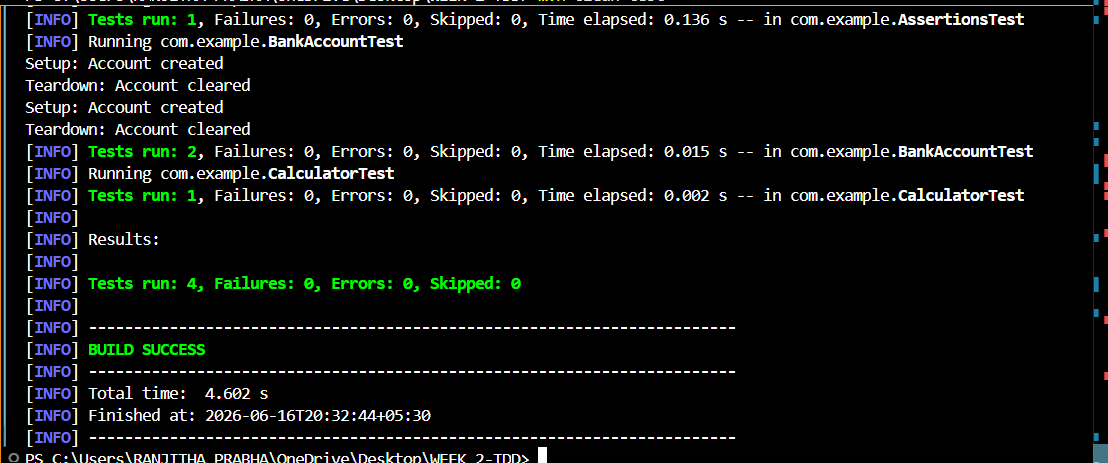 [INFO] Tests run: 1, Failures: 0, Errors: 0, Skipped: 0, Time elapsed: 0.136 s -- in com.example.AssertionsTest
[INFO] Running com.example.BankAccountTest
Setup: Account created
Teardown: Account cleared
Setup: Account created
Teardown: Account cleared
[INFO] Tests run: 2, Failures: 0, Errors: 0, Skipped: 0, Time elapsed: 0.015 s -- in com.example.BankAccountTest
[INFO] Running com.example.CalculatorTest
[INFO] Tests run: 1, Failures: 0, Errors: 0, Skipped: 0, Time elapsed: 0.002 s -- in com.example.CalculatorTest
[INFO]
[INFO] Results:
[INFO]
[INFO] Tests run: 4, Failures: 0, Errors: 0, Skipped: 0
[INFO]
[INFO] ------------------------------------------------------------------------
[INFO] BUILD SUCCESS
[INFO] ------------------------------------------------------------------------
[INFO] Total time:  4.602 s
[INFO] Finished at: 2026-06-16T20:32:44+05:30
[INFO] ------------------------------------------------------------------------
PS C:\Users\RANJITHA PRABHA\OneDrive\Desktop\WEEK 2-TDD>